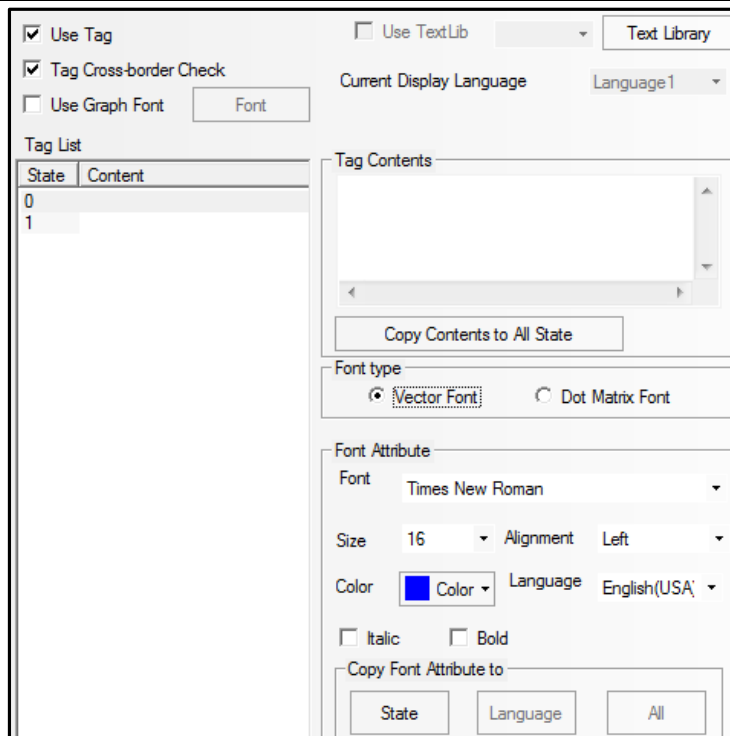 Use Tag
Use TextLib
Text Library
Tag Cross-border Check
Current Display Language
Language1
Use Graph Font
Font
Tag List
State Content
0
1
Tag Contents
Copy Contents to All State
Font type
Vector Font
Dot Matrix Font
Font Attribute
Font
Times New Roman
Size
16
Alignment
Left
Color
Color
Language
English(USA)
Italic
Bold
Copy Font Attribute to
State
Language
All